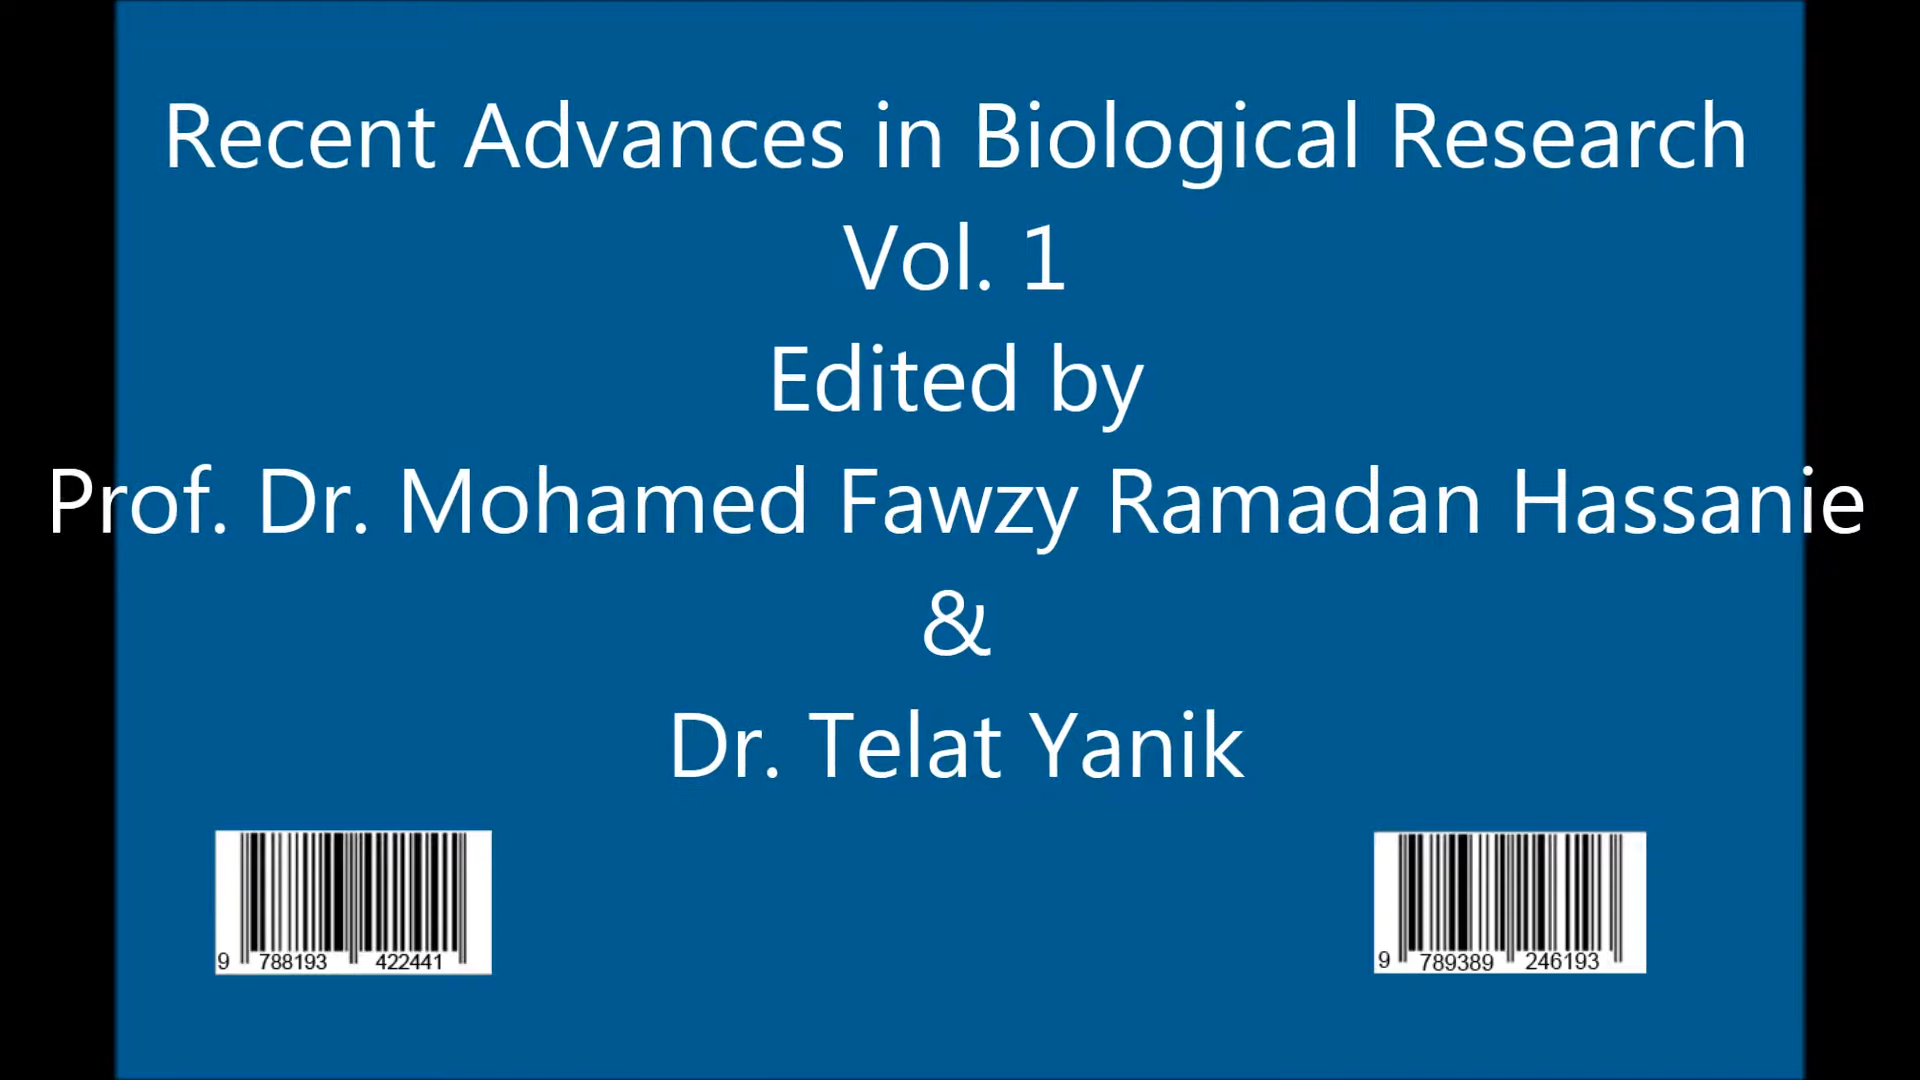 Recent Advances in Biological Research
Vol. 1
Edited by
Prof. Dr. Mohamed Fawzy Ramadan Hassanie
&
Dr. Telat Yanik
9 788193 422441
9 789389 246193